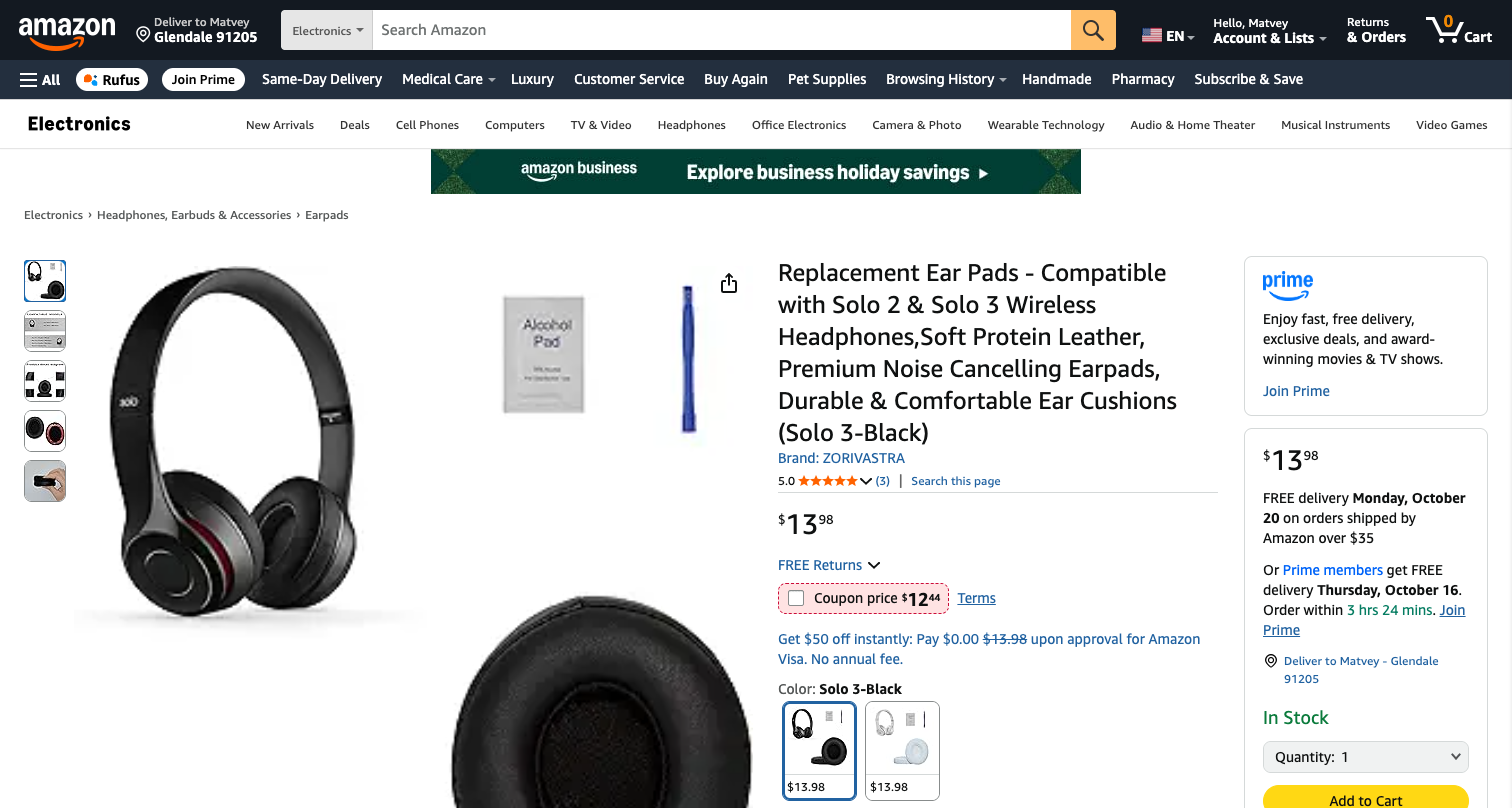 amazon
Deliver to Matvey
Glendale 91205
Electronics
Search Amazon
EN
Hello, Matvey
Account & Lists
Returns
& Orders
0
Cart
All
Rufus
Join Prime
Same-Day Delivery
Medical Care
Luxury
Customer Service
Buy Again
Pet Supplies
Browsing History
Handmade
Pharmacy
Subscribe & Save
Electronics
New Arrivals
Deals
Cell Phones
Computers
TV & Video
Headphones
Office Electronics
Camera & Photo
Wearable Technology
Audio & Home Theater
Musical Instruments
Video Games
amazon business
Explore business holiday savings ▸
Electronics › Headphones, Earbuds & Accessories › Earpads
solo
Alcohol
Pad
Replacement Ear Pads - Compatible
with Solo 2 & Solo 3 Wireless
Headphones,Soft Protein Leather,
Premium Noise Cancelling Earpads,
Durable & Comfortable Ear Cushions
(Solo 3-Black)
Brand: ZORIVASTRA
5.0 (3) | Search this page
$13.98
FREE Returns
Coupon price $12.44 Terms
Get $50 off instantly: Pay $0.00 $13.98 upon approval for Amazon
Visa. No annual fee.
Color: Solo 3-Black
$13.98
$13.98
prime
Enjoy fast, free delivery,
exclusive deals, and award-
winning movies & TV shows.
Join Prime
$13.98
FREE delivery Monday, October
20 on orders shipped by
Amazon over $35
Or Prime members get FREE
delivery Thursday, October 16.
Order within 3 hrs 24 mins. Join
Prime
Deliver to Matvey - Glendale
91205
In Stock
Quantity: 1
Add to Cart